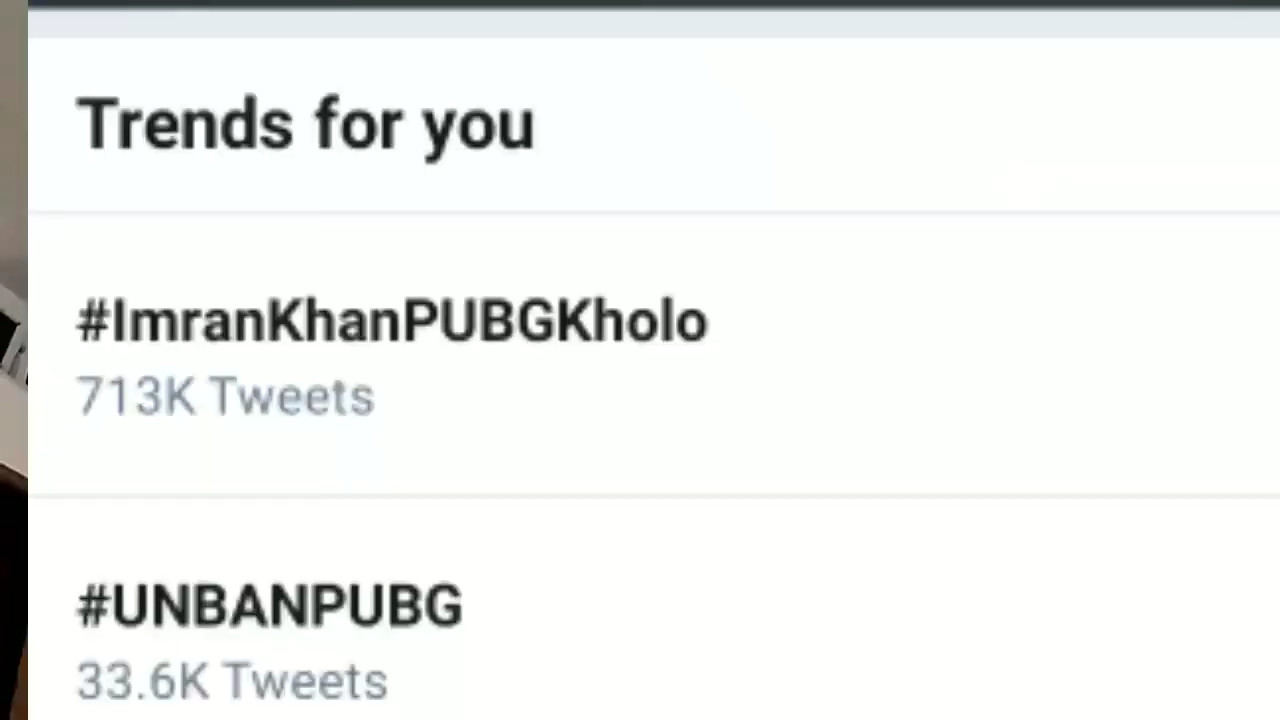 Trends for you
#ImranKhanPUBGKholo
713K Tweets
#UNBANPUBG
33.6K Tweets